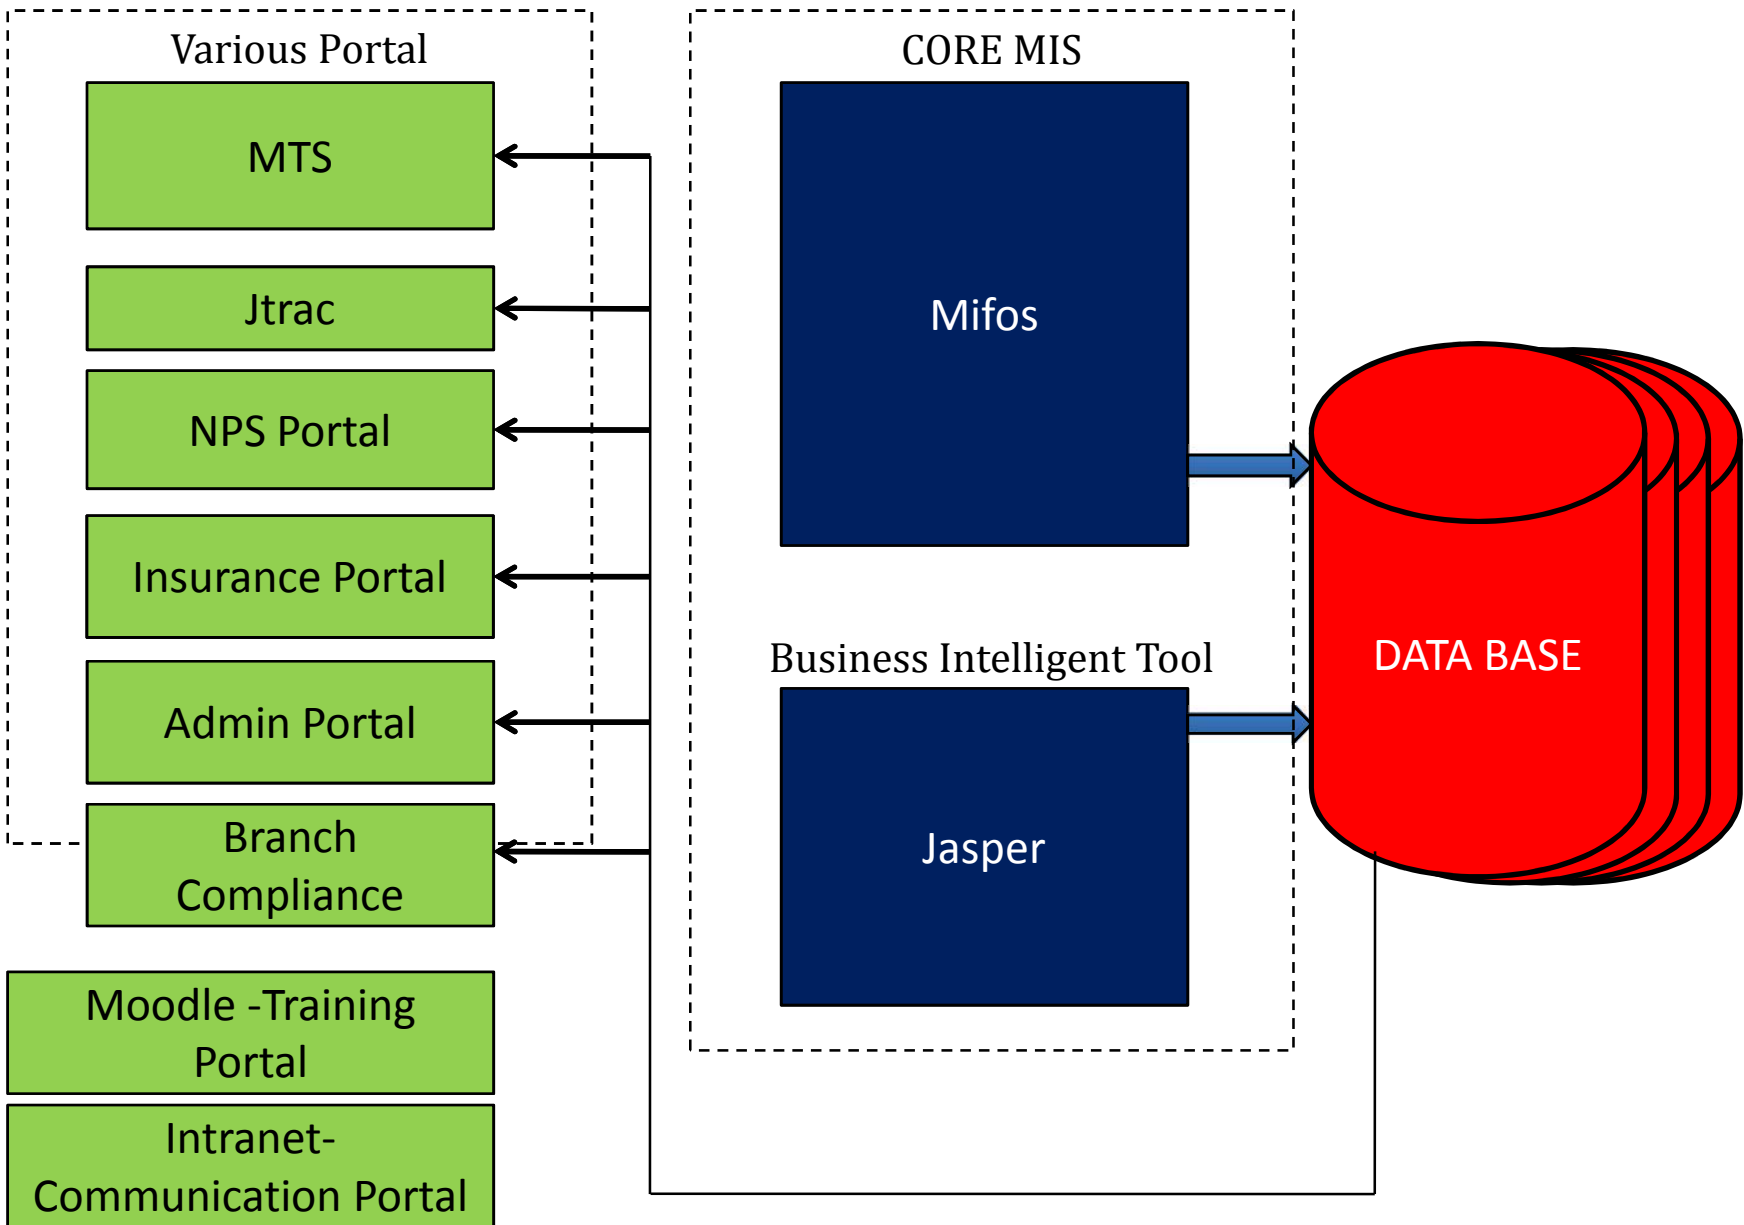 Various Portal
MTS
Jtrac
NPS Portal
Insurance Portal
Admin Portal
Branch
Compliance
Moodle -Training
Portal
Intranet-
Communication Portal
CORE MIS
Mifos
Business Intelligent Tool
Jasper
DATA BASE